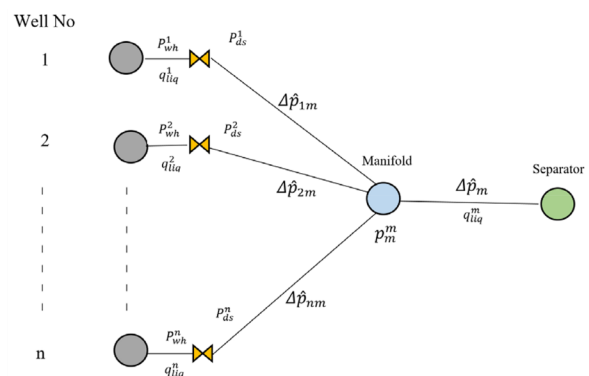 Well No
1
P_{wh}^{1}
P_{ds}^{1}
q_{liq}^{1}
Δp̂_{1m}
2
P_{wh}^{2}
P_{ds}^{2}
q_{liq}^{2}
Δp̂_{2m}
Manifold
p_{m}^{m}
Separator
Δp̂_{m}
q_{liq}^{m}
n
P_{wh}^{n}
P_{ds}^{n}
q_{liq}^{n}
Δp̂_{nm}